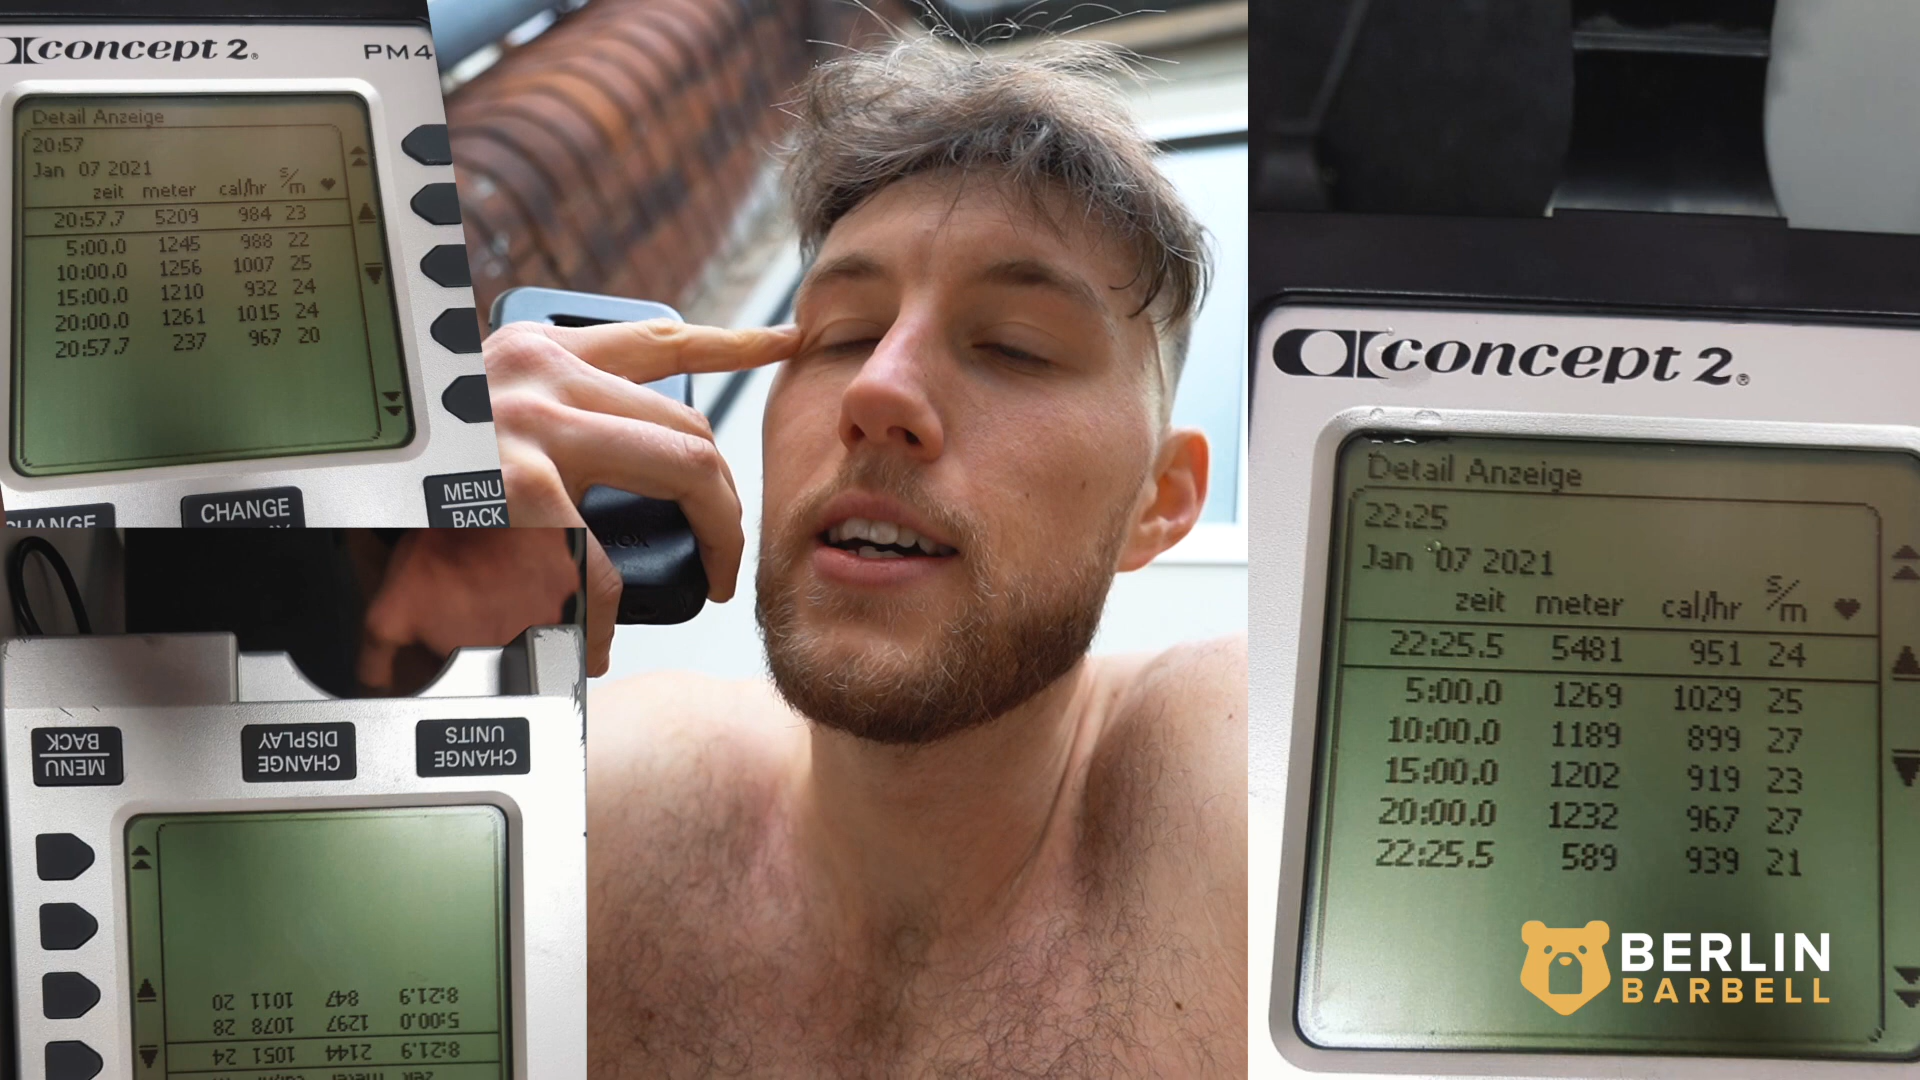 concept 2®
PM4
Detail Anzeige
20:57
Jan 07 2021
zeit meter cal/hr s/m ♥
20:57.7 5209 984 23
5:00.0 1245 988 22
10:00.0 1256 1007 25
15:00.0 1210 932 24
20:00.0 1261 1015 24
20:57.7 237 967 20
CHANGE
CHANGE
MENU
BACK
CHANGE
UNITS
CHANGE
DISPLAY
MENU
BACK
zeit meter
8:21.9 2144 1051 24
5:00.0 1297 1078 28
8:21.9 847 1011 20
concept 2®
Detail Anzeige
22:25
Jan 07 2021
zeit meter cal/hr s/m ♥
22:25.5 5481 951 24
5:00.0 1269 1029 25
10:00.0 1189 899 27
15:00.0 1202 919 23
20:00.0 1232 967 27
22:25.5 589 939 21
BERLIN
BARBELL